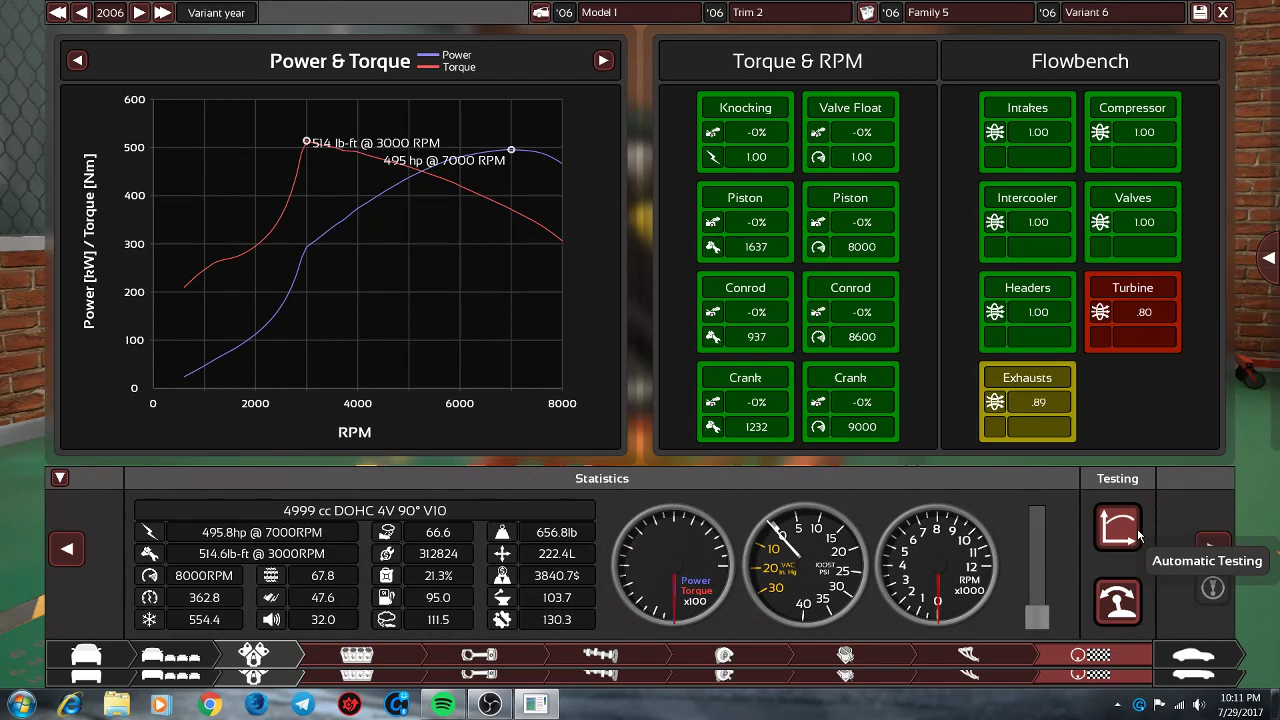 2006
Variant year
'06
Model 1
'06
Trim 2
'06
Family 5
'06
Variant 6
Power & Torque
Power
Torque
Torque & RPM
Flowbench
Power [kW] / Torque [Nm]
600
500
400
300
200
100
0
514 lb-ft @ 3000 RPM
495 hp @ 7000 RPM
0
2000
4000
6000
8000
RPM
Knocking
-0%
1.00
Valve Float
-0%
1.00
Piston
-0%
1637
Piston
-0%
8000
Conrod
-0%
937
Conrod
-0%
8600
Crank
-0%
1232
Crank
-0%
9000
Intakes
1.00
Compressor
1.00
Intercooler
1.00
Valves
1.00
Headers
1.00
Turbine
.80
Exhausts
.89
Statistics
Testing
4999 cc DOHC 4V 90° V10
495.8hp @ 7000RPM
66.6
656.8lb
514.6lb-ft @ 3000RPM
312824
222.4L
8000RPM
67.8
21.3%
3840.7$
362.8
47.6
95.0
103.7
554.4
32.0
111.5
130.3
Power
Torque
x100
30
20
10
0
5
10
15
20
25
30
35
40
VAC
In. Hg
BOOST
PSI
0
1
2
3
4
5
6
7
8
9
10
11
12
RPM
x1000
Automatic Testing
10:11 PM
7/29/2017